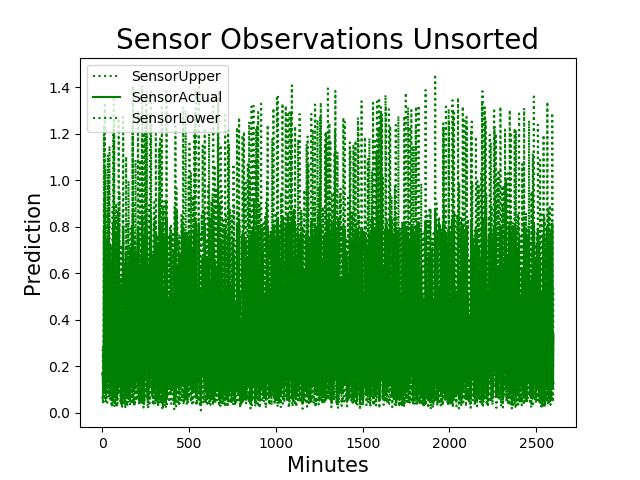 Sensor Observations Unsorted
SensorUpper
SensorActual
SensorLower
Prediction
1.4
1.2
1.0
0.8
0.6
0.4
0.2
0.0
0 500 1000 1500 2000 2500
Minutes